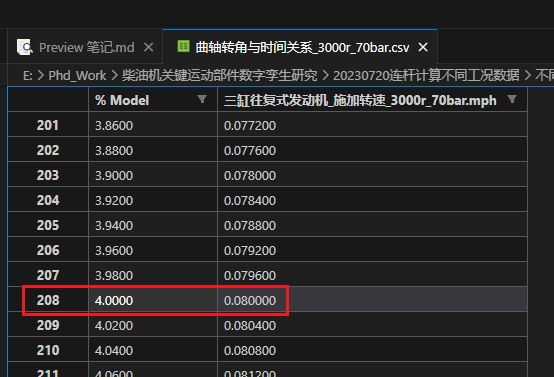 Preview 笔记.md
曲轴转角与时间关系_3000r_70bar.csv ×
E: > Phd_Work > 柴油机关键运动部件数字孪生研究 > 20230720连杆计算不同工况数据 > 不同
% Model 三缸往复式发动机_施加转速_3000r_70bar.mph
201 3.8600 0.077200
202 3.8800 0.077600
203 3.9000 0.078000
204 3.9200 0.078400
205 3.9400 0.078800
206 3.9600 0.079200
207 3.9800 0.079600
208 4.0000 0.080000
209 4.0200 0.080400
210 4.0400 0.080800
211 4.0600 0.081200